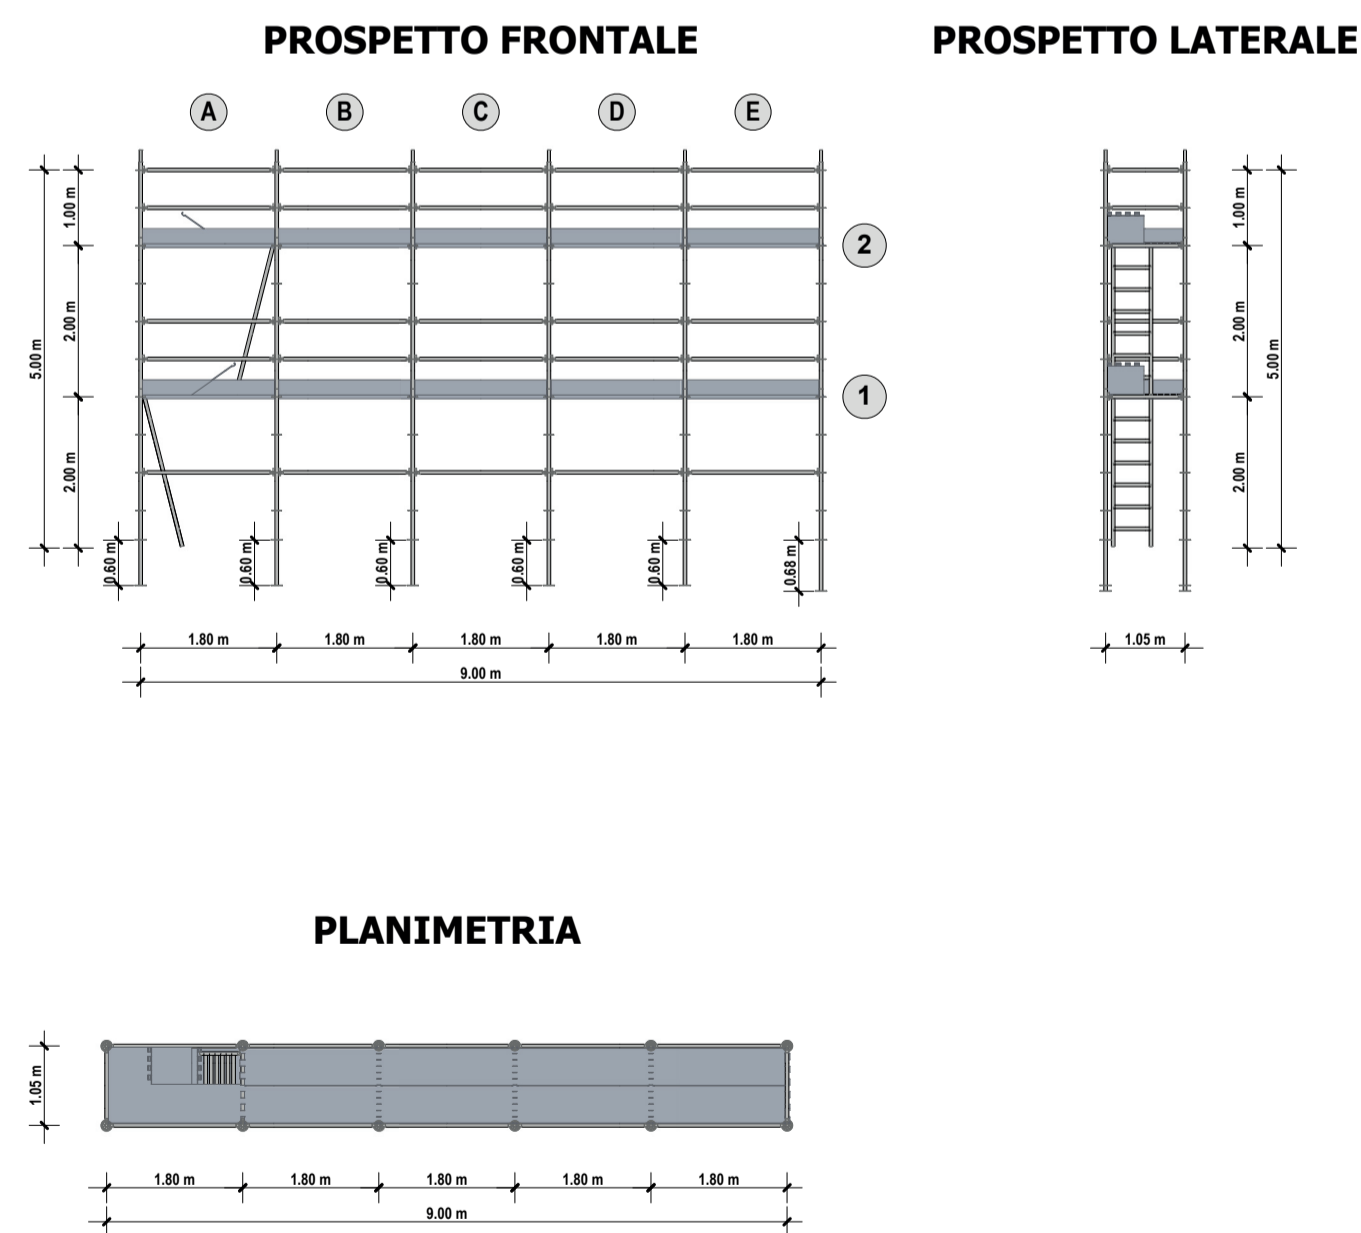 PROSPETTO FRONTALE
PROSPETTO LATERALE
A B C D E
1.00 m
2.00 m
2.00 m
5.00 m
2
1
0.60 m
0.60 m
0.60 m
0.60 m
0.60 m
0.68 m
1.80 m 1.80 m 1.80 m 1.80 m 1.80 m
9.00 m
1.00 m
2.00 m
2.00 m
5.00 m
1.05 m
PLANIMETRIA
1.05 m
1.80 m 1.80 m 1.80 m 1.80 m 1.80 m
9.00 m